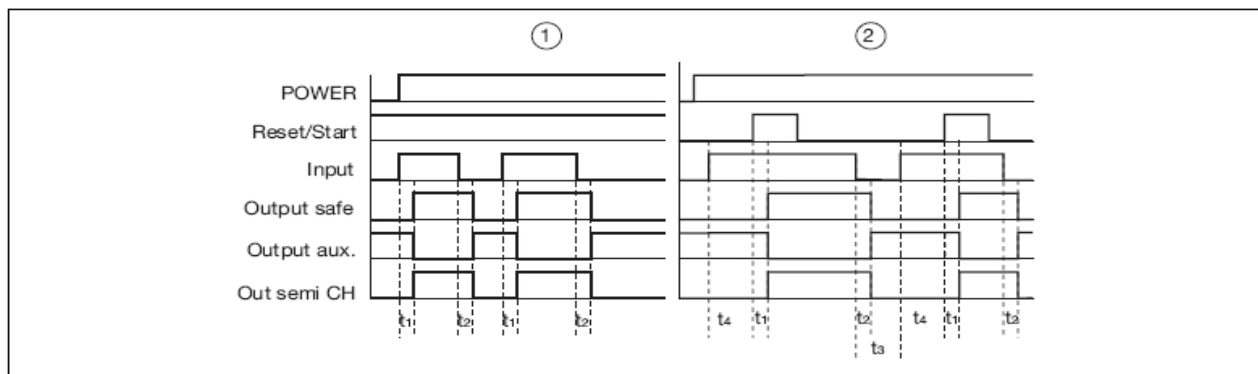 ① ②
POWER
Reset/Start
Input
Output safe
Output aux.
Out semi CH
t1 t2 t1 t2 t4 t1 t2 t4 t1 t2
t3